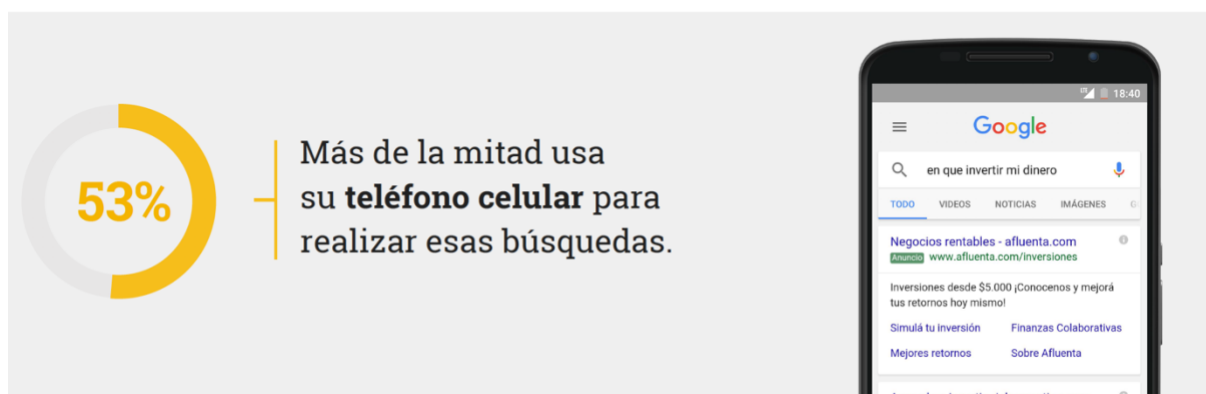 53%
Más de la mitad usa
su teléfono celular para
realizar esas búsquedas.
LTE 18:40
Google
en que invertir mi dinero
TODO VIDEOS NOTICIAS IMÁGENES
Negocios rentables - afluenta.com
Anuncio www.afluenta.com/inversiones
Inversiones desde $5.000 ¡Conocenos y mejorá
tus retornos hoy mismo!
Simulá tu inversión Finanzas Colaborativas
Mejores retornos Sobre Afluenta